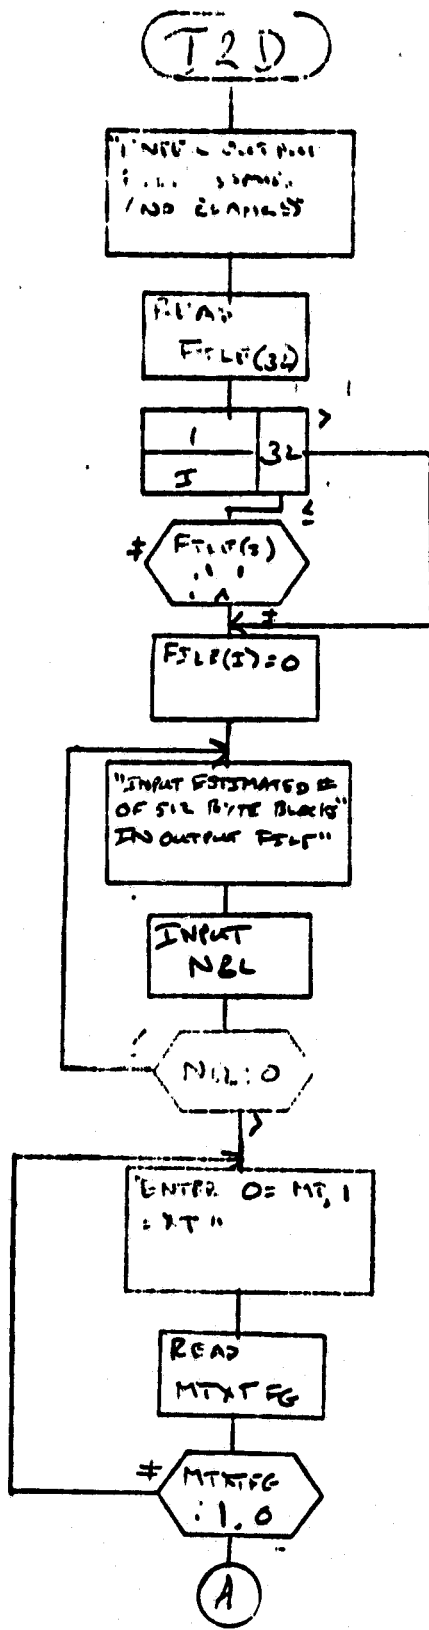 T2D
READ
FILE(32)
>
1
32
I
≤
≠
FILE(I)
=
FILE(I)=0
"INPUT ESTIMATED #
OF 512 BYTE BLOCKS"
IN OUTPUT FILE"
INPUT
NBL
NBL:0
>
"ENTER 0= MT, 1
= XT"
READ
MTXTFG
≠
MTXTFG
:1,0
A